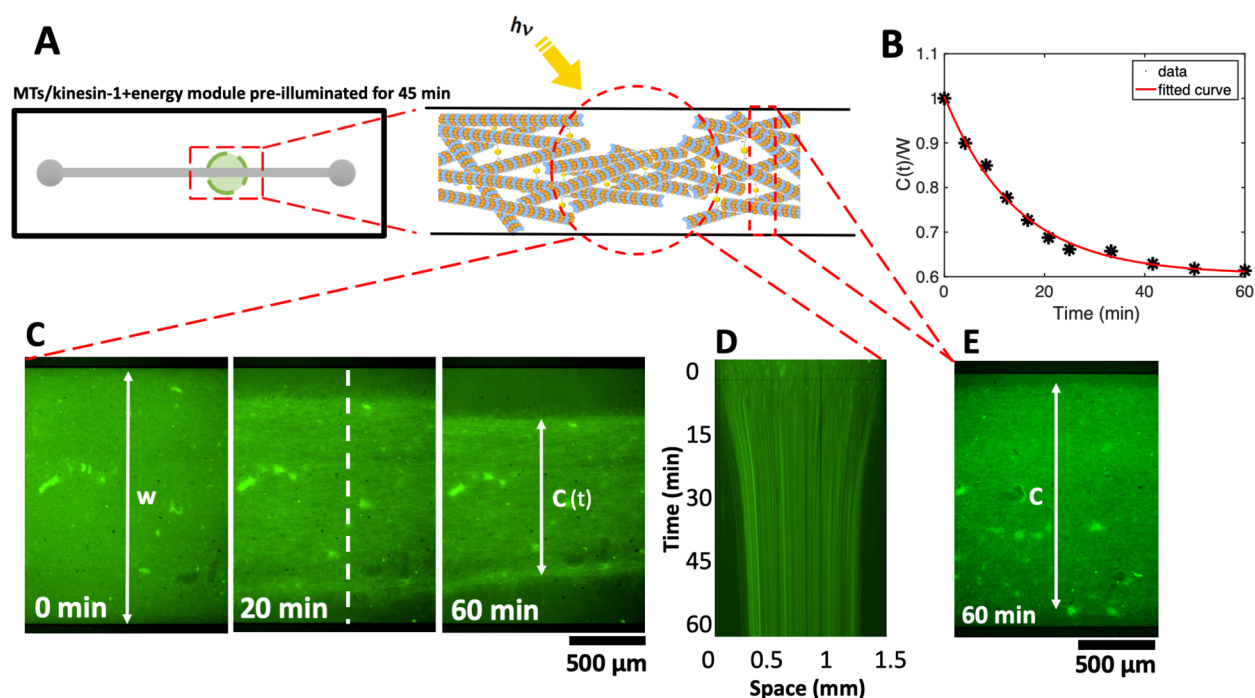 A
hν
MTs/kinesin-1+energy module pre-illuminated for 45 min
B
1.1
1
0.9
0.8
0.7
0.6
C(t)/W
data
fitted curve
0
20
40
60
Time (min)
C
W
0 min
20 min
C(t)
60 min
500 µm
D
0
15
30
45
60
Time (min)
0
0.5
1
1.5
Space (mm)
E
C
60 min
500 µm